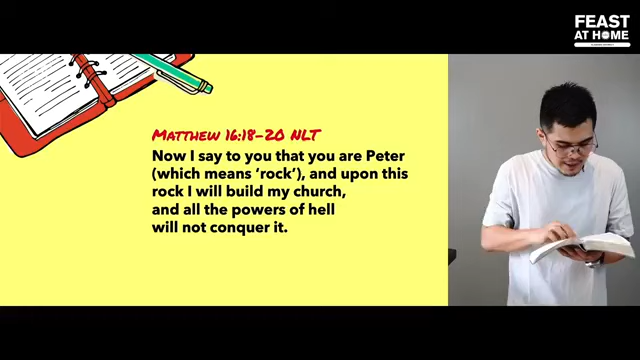 FEAST
AT HOME
MATTHEW 16:18-20 NLT
Now I say to you that you are Peter
(which means ‘rock’), and upon this
rock I will build my church,
and all the powers of hell
will not conquer it.